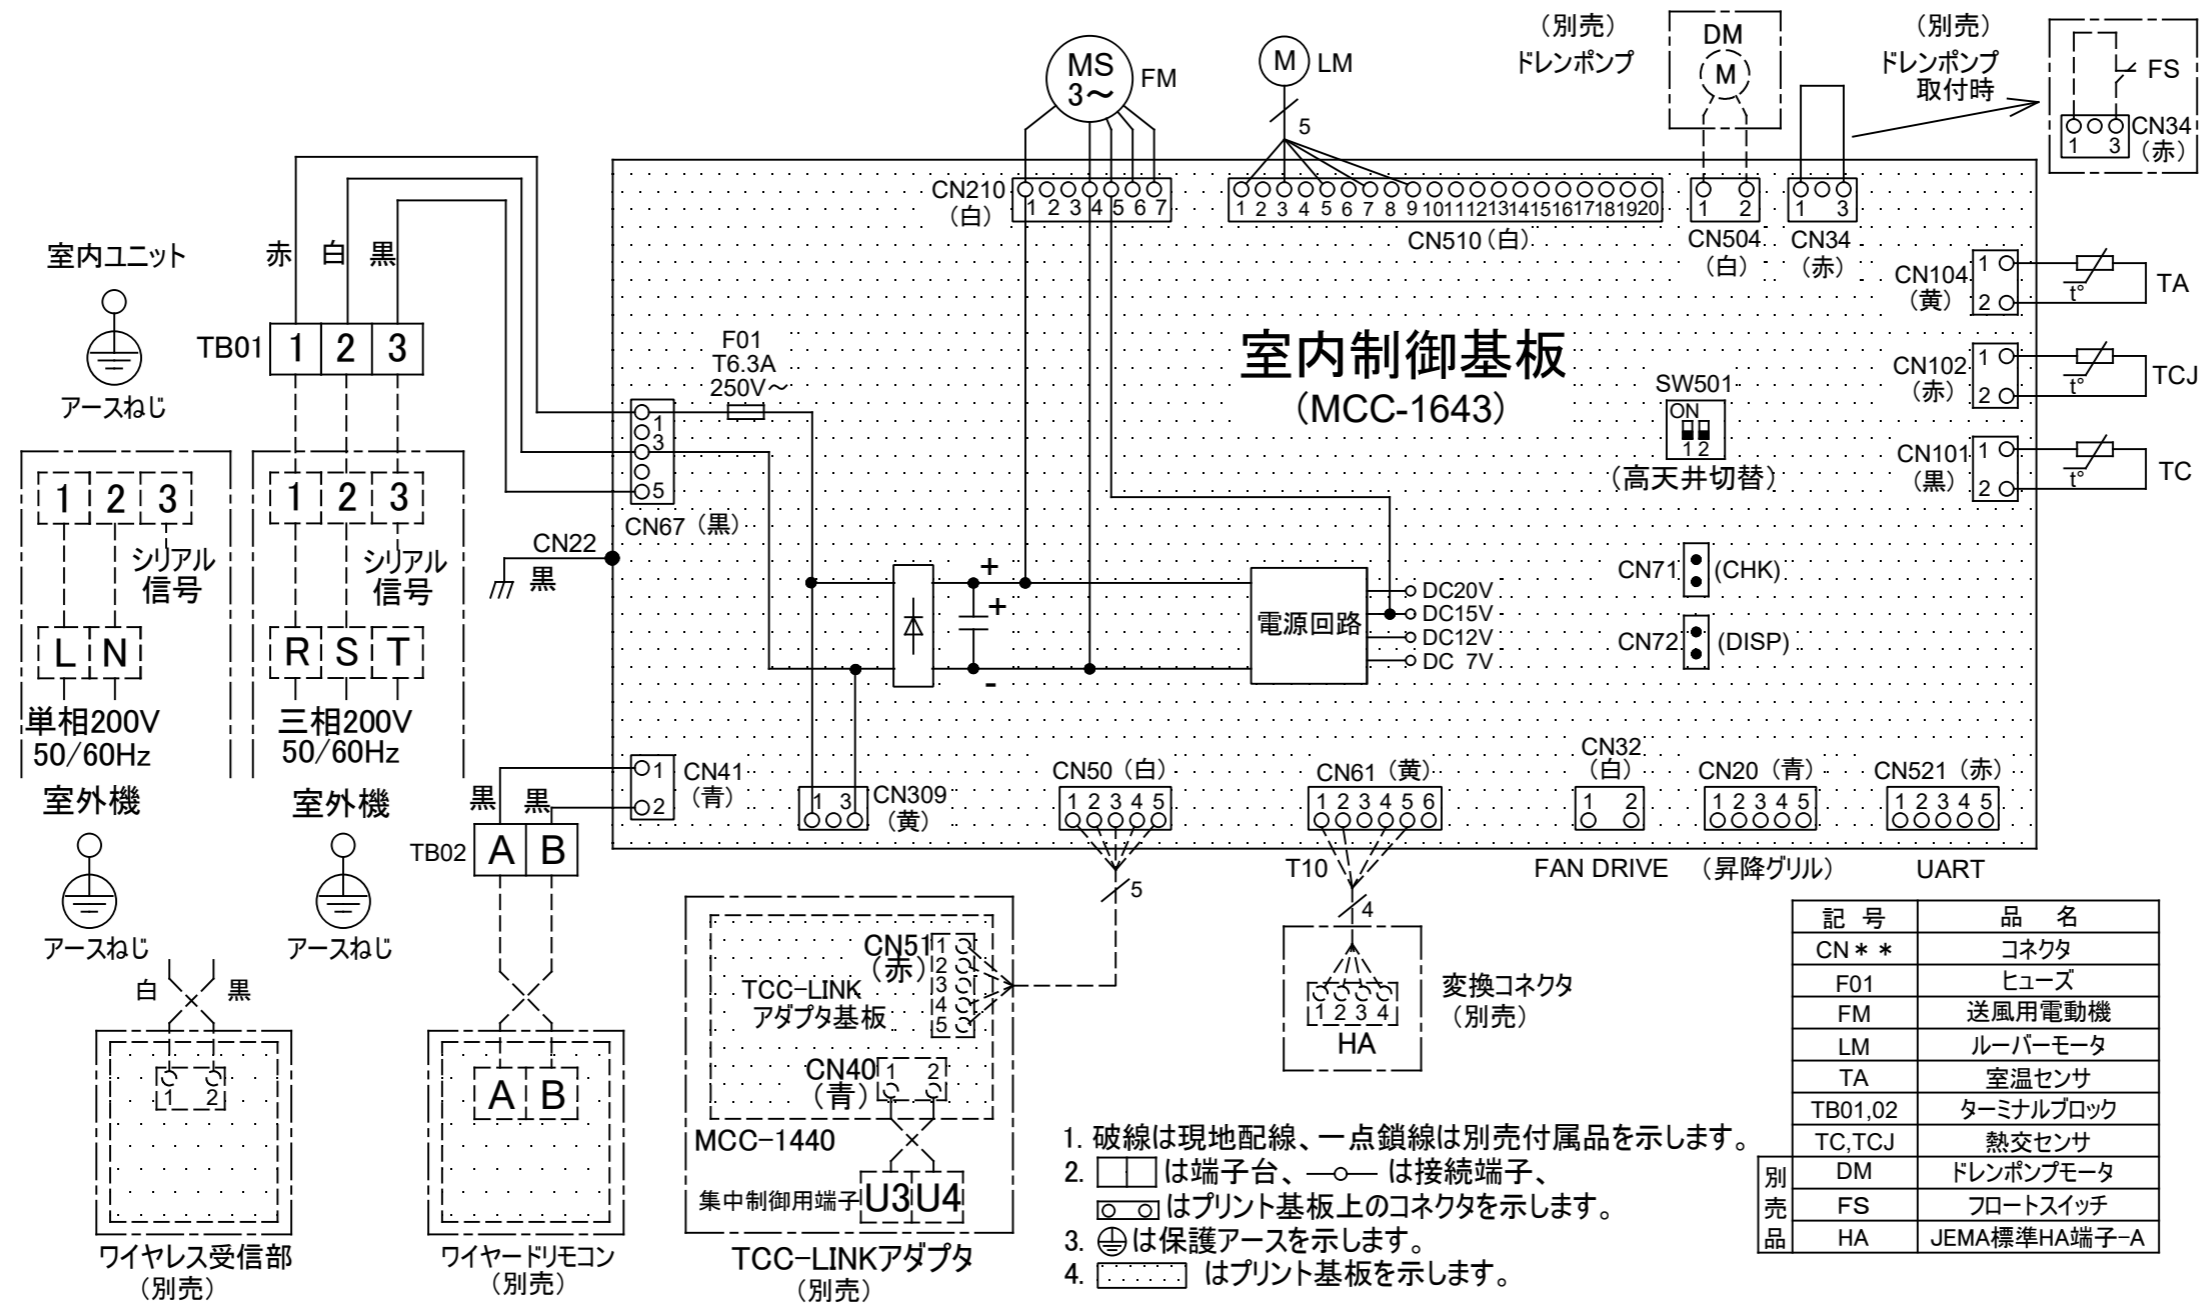 (別売)
ドレンポンプ
DM
M
(別売)
ドレンポンプ
取付時
FS
CN34
1 3
(赤)
MS
3～
FM
M
LM
5
CN210
(白)
1 2 3 4 5 6 7
1 2 3 4 5 6 7 8 9 10 11 12 13 14 15 16 17 18 19 20
CN510(白)
1 2
CN504
(白)
1 3
CN34
(赤)
室内ユニット
アースねじ
赤 白 黒
TB01
1 2 3
F01
T6.3A
250V～
1
3
5
CN67(黒)
CN22
黒
室内制御基板
(MCC-1643)
SW501
ON
1 2
(高天井切替)
CN104
(黄)
1
2
t°
TA
CN102
(赤)
1
2
t°
TCJ
CN101
(黒)
1
2
t°
TC
1 2 3
シリアル
信号
L N
単相200V
50/60Hz
室外機
アースねじ
1 2 3
シリアル
信号
R S T
三相200V
50/60Hz
室外機
アースねじ
+
+
-
電源回路
DC20V
DC15V
DC12V
DC 7V
CN71
(CHK)
CN72
(DISP)
1
2
CN41
(青)
黒 黒
TB02
A B
1 3
CN309
(黄)
CN50(白)
1 2 3 4 5
5
CN61(黄)
1 2 3 4 5 6
T10
4
CN32
(白)
1 2
FAN DRIVE
CN20(青)
1 2 3 4 5
(昇降グリル)
CN521(赤)
1 2 3 4 5
UART
白 黒
1 2
ワイヤレス受信部
(別売)
A B
ワイヤードリモコン
(別売)
CN51
(赤)
1
2
3
4
5
TCC-LINK
アダプタ基板
CN40
(青)
1 2
MCC-1440
集中制御用端子
U3 U4
TCC-LINKアダプタ
(別売)
1 2 3 4
HA
変換コネクタ
(別売)
1. 破線は現地配線、一点鎖線は別売付属品を示します。
2. は端子台、 は接続端子、
はプリント基板上のコネクタを示します。
3. は保護アースを示します。
4. はプリント基板を示します。
記 号 品 名
CN＊＊ コネクタ
F01 ヒューズ
FM 送風用電動機
LM ルーバーモータ
TA 室温センサ
TB01,02 ターミナルブロック
TC,TCJ 熱交センサ
別売品
DM ドレンポンプモータ
FS フロートスイッチ
HA JEMA標準HA端子-A